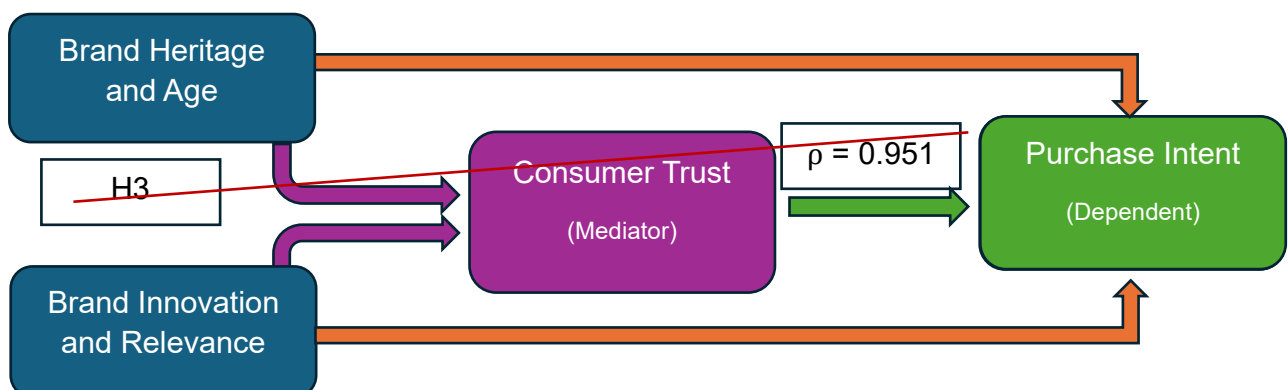 Brand Heritage
and Age
H3
Consumer Trust
(Mediator)
ρ = 0.951
Purchase Intent
(Dependent)
Brand Innovation
and Relevance